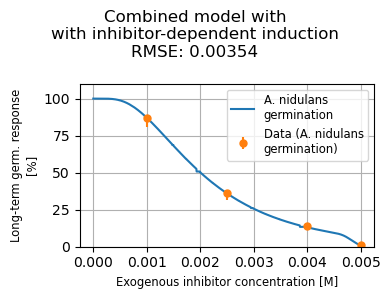 Combined model with
with inhibitor-dependent induction
RMSE: 0.00354
Long-term germ. response
[%]
100
75
50
25
0
A. nidulans
germination
Data (A. nidulans
germination)
0.000
0.001
0.002
0.003
0.004
0.005
Exogenous inhibitor concentration [M]